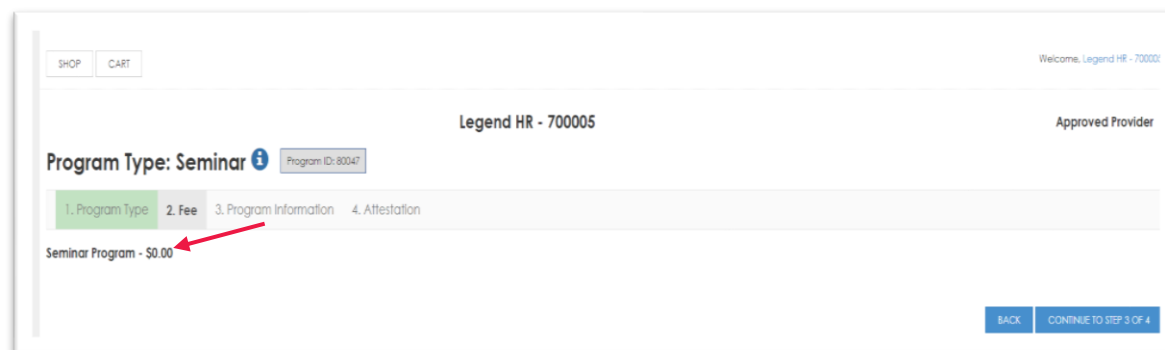 SHOP CART Welcome, Legend HR - 70000
Legend HR - 700005 Approved Provider
Program Type: Seminar i Program ID: 80047
1. Program Type 2. Fee 3. Program Information 4. Attestation
Seminar Program - $0.00
BACK CONTINUE TO STEP 3 OF 4